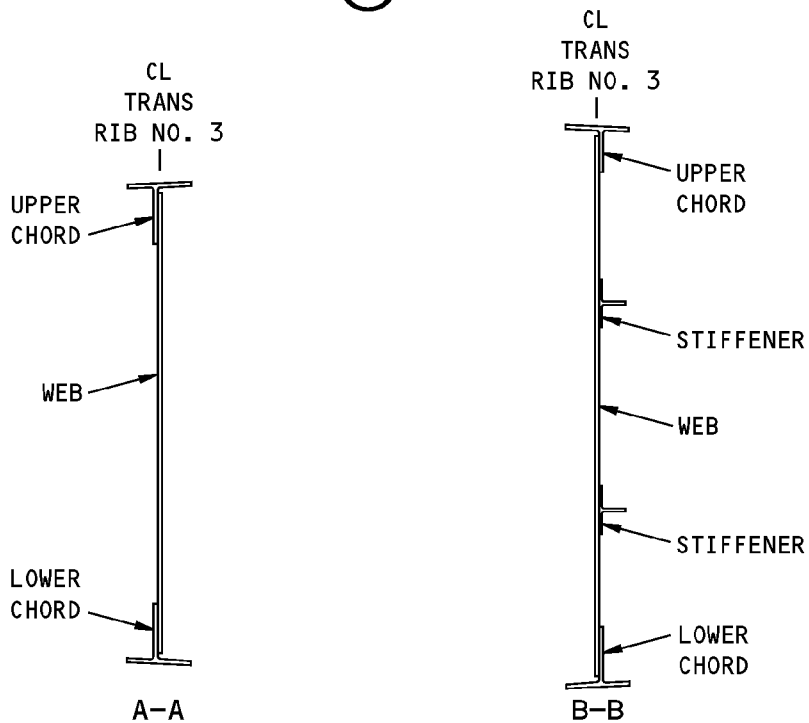 CL
TRANS
RIB NO. 3
UPPER
CHORD
WEB
LOWER
CHORD
A-A
CL
TRANS
RIB NO. 3
UPPER
CHORD
STIFFENER
WEB
STIFFENER
LOWER
CHORD
B-B